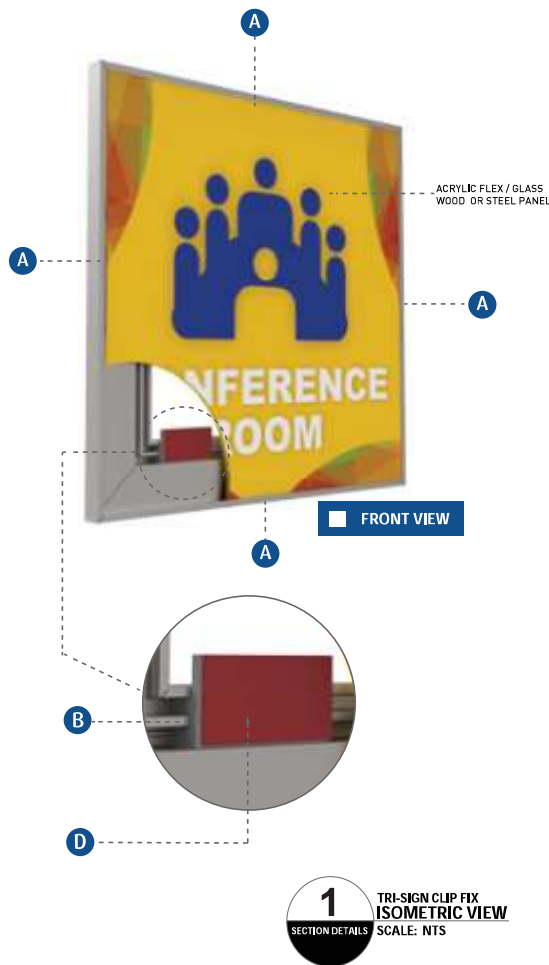 A
ACRYLIC FLEX / GLASS
WOOD OR STEEL PANEL
A
A
NFERENCE
ROOM
FRONT VIEW
A
B
D
1
SECTION DETAILS
TRI-SIGN CLIP FIX
ISOMETRIC VIEW
SCALE: NTS